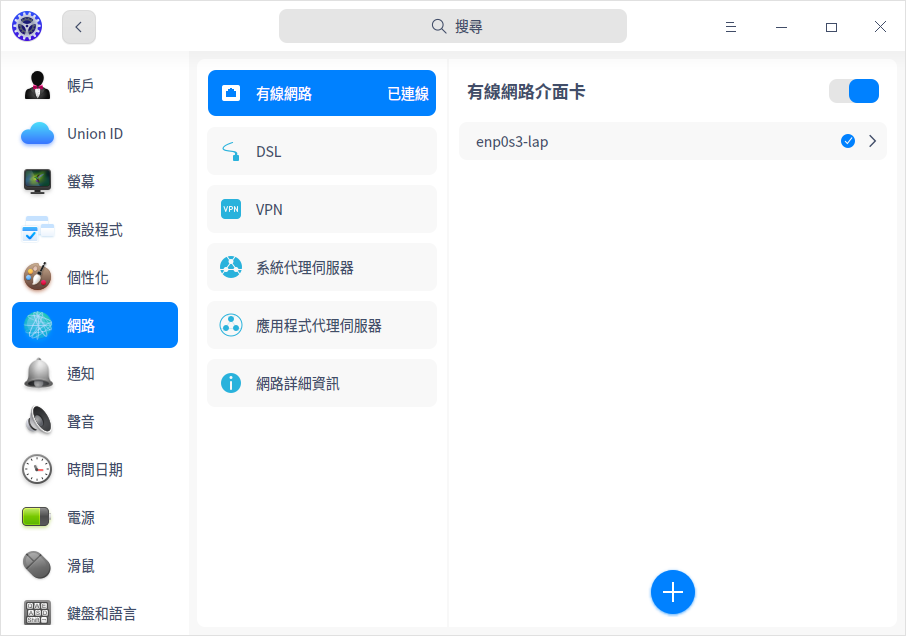 搜尋
帳戶
Union ID
螢幕
預設程式
個性化
網路
通知
聲音
時間日期
電源
滑鼠
鍵盤和語言
有線網路 已連線
DSL
VPN
VPN
系統代理伺服器
應用程式代理伺服器
網路詳細資訊
有線網路介面卡
enp0s3-lap